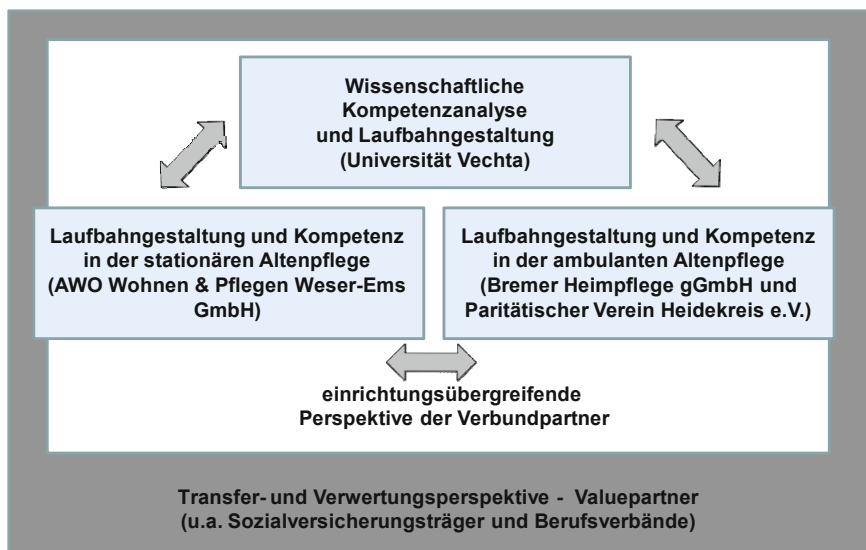 Wissenschaftliche
Kompetenzanalyse
und Laufbahngestaltung
(Universität Vechta)
Laufbahngestaltung und Kompetenz
in der stationären Altenpflege
(AWO Wohnen & Pflegen Weser-Ems
GmbH)
Laufbahngestaltung und Kompetenz
in der ambulanten Altenpflege
(Bremer Heimpflege gGmbH und
Paritätischer Verein Heidekreis e.V.)
einrichtungsübergreifende
Perspektive der Verbundpartner
Transfer- und Verwertungsperspektive - Valuepartner
(u.a. Sozialversicherungsträger und Berufsverbände)